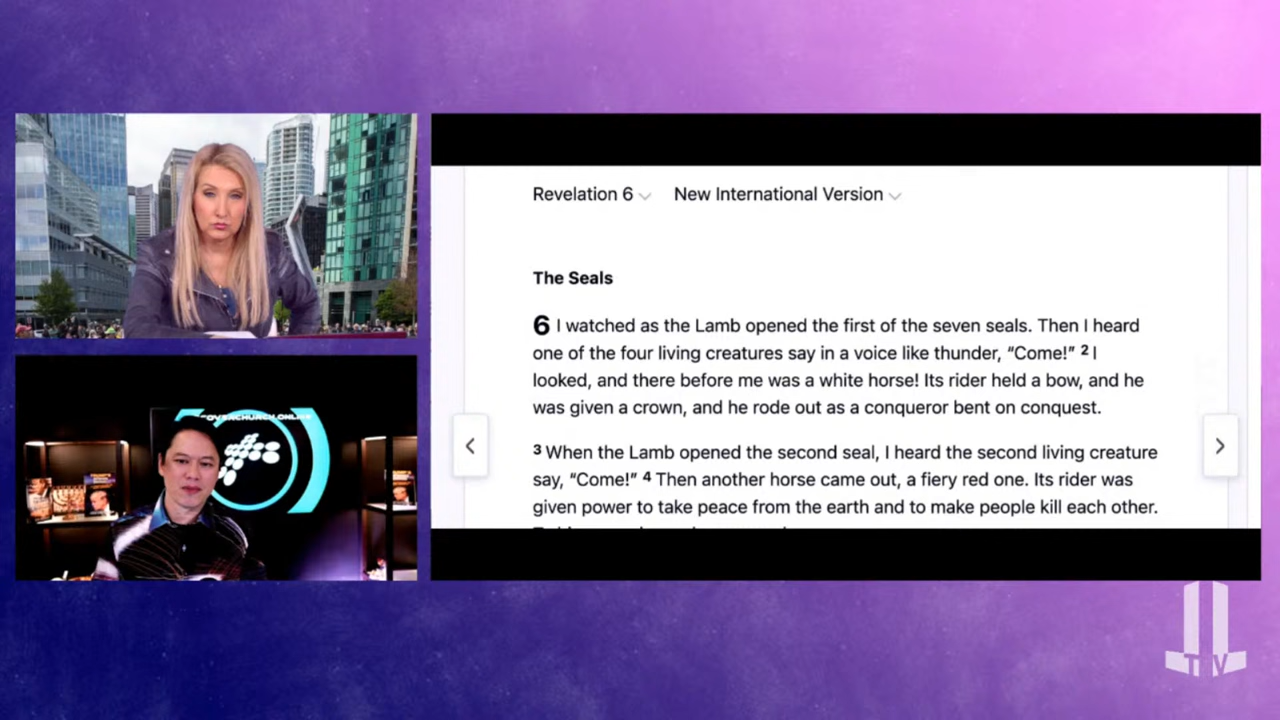 Revelation 6 New International Version
The Seals
6 I watched as the Lamb opened the first of the seven seals. Then I heard
one of the four living creatures say in a voice like thunder, “Come!” 2 I
looked, and there before me was a white horse! Its rider held a bow, and he
was given a crown, and he rode out as a conqueror bent on conquest.
3 When the Lamb opened the second seal, I heard the second living creature
say, “Come!” 4 Then another horse came out, a fiery red one. Its rider was
given power to take peace from the earth and to make people kill each other.